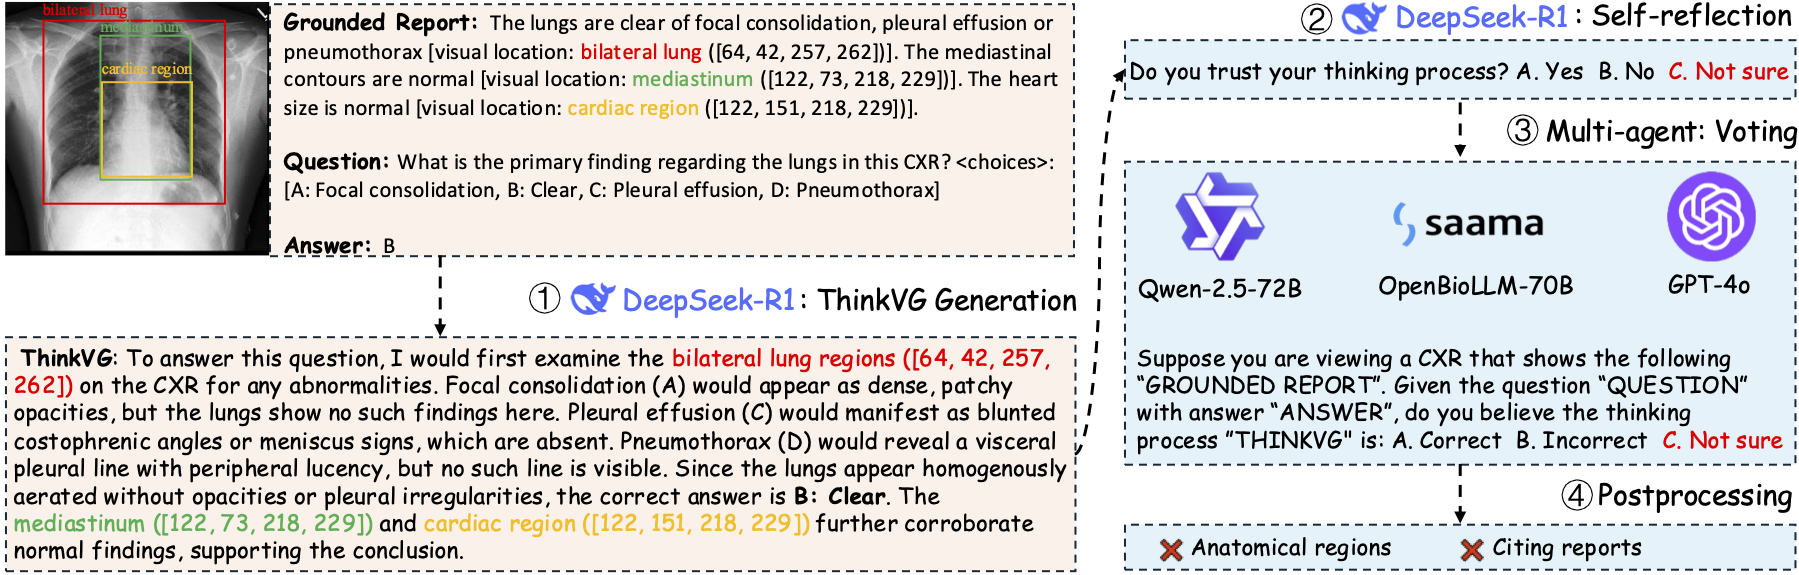 bilateral lung
mediastinum
cardiac region
Grounded Report: The lungs are clear of focal consolidation, pleural effusion or
pneumothorax [visual location: bilateral lung ([64, 42, 257, 262])]. The mediastinal
contours are normal [visual location: mediastinum ([122, 73, 218, 229])]. The heart
size is normal [visual location: cardiac region ([122, 151, 218, 229])].
Question: What is the primary finding regarding the lungs in this CXR? <choices>:
[A: Focal consolidation, B: Clear, C: Pleural effusion, D: Pneumothorax]
Answer: B
① DeepSeek-R1: ThinkVG Generation
ThinkVG: To answer this question, I would first examine the bilateral lung regions ([64, 42, 257,
262]) on the CXR for any abnormalities. Focal consolidation (A) would appear as dense, patchy
opacities, but the lungs show no such findings here. Pleural effusion (C) would manifest as blunted
costophrenic angles or meniscus signs, which are absent. Pneumothorax (D) would reveal a visceral
pleural line with peripheral lucency, but no such line is visible. Since the lungs appear homogenously
aerated without opacities or pleural irregularities, the correct answer is B: Clear. The
mediastinum ([122, 73, 218, 229]) and cardiac region ([122, 151, 218, 229]) further corroborate
normal findings, supporting the conclusion.
② DeepSeek-R1: Self-reflection
Do you trust your thinking process? A. Yes B. No C. Not sure
③ Multi-agent: Voting
saama
Qwen-2.5-72B OpenBioLLM-70B GPT-4o
Suppose you are viewing a CXR that shows the following
“GROUNDED REPORT”. Given the question “QUESTION”
with answer “ANSWER”, do you believe the thinking
process "THINKVG" is: A. Correct B. Incorrect C. Not sure
④ Postprocessing
Anatomical regions Citing reports